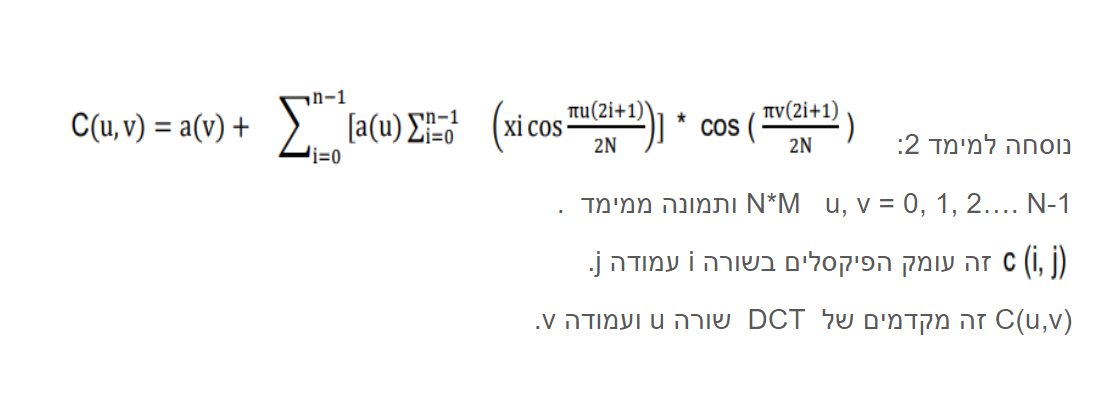 C(u, v) = a(v) + ∑_{i=0}^{n−1} [a(u) ∑_{i=0}^{n−1} (xi cos πu(2i+1)/2N)] * cos ( πv(2i+1)/2N ) נוסחה למימד 2:
u, v = 0, 1, 2…. N-1 N*M ותמונה ממימד .
c (i, j) זה עומק הפיקסלים בשורה i עמודה j.
C(u,v) זה מקדמים של DCT שורה u ועמודה v.